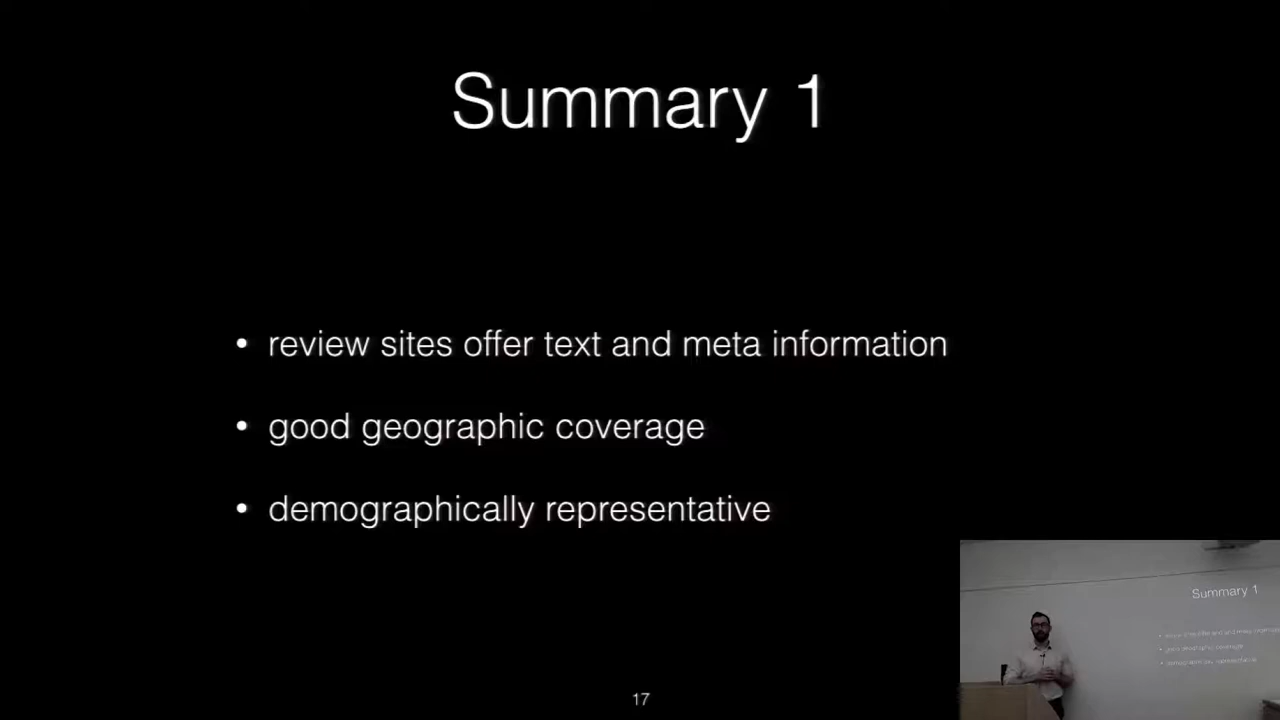 Summary 1
• review sites offer text and meta information
• good geographic coverage
• demographically representative
17
Summary 1